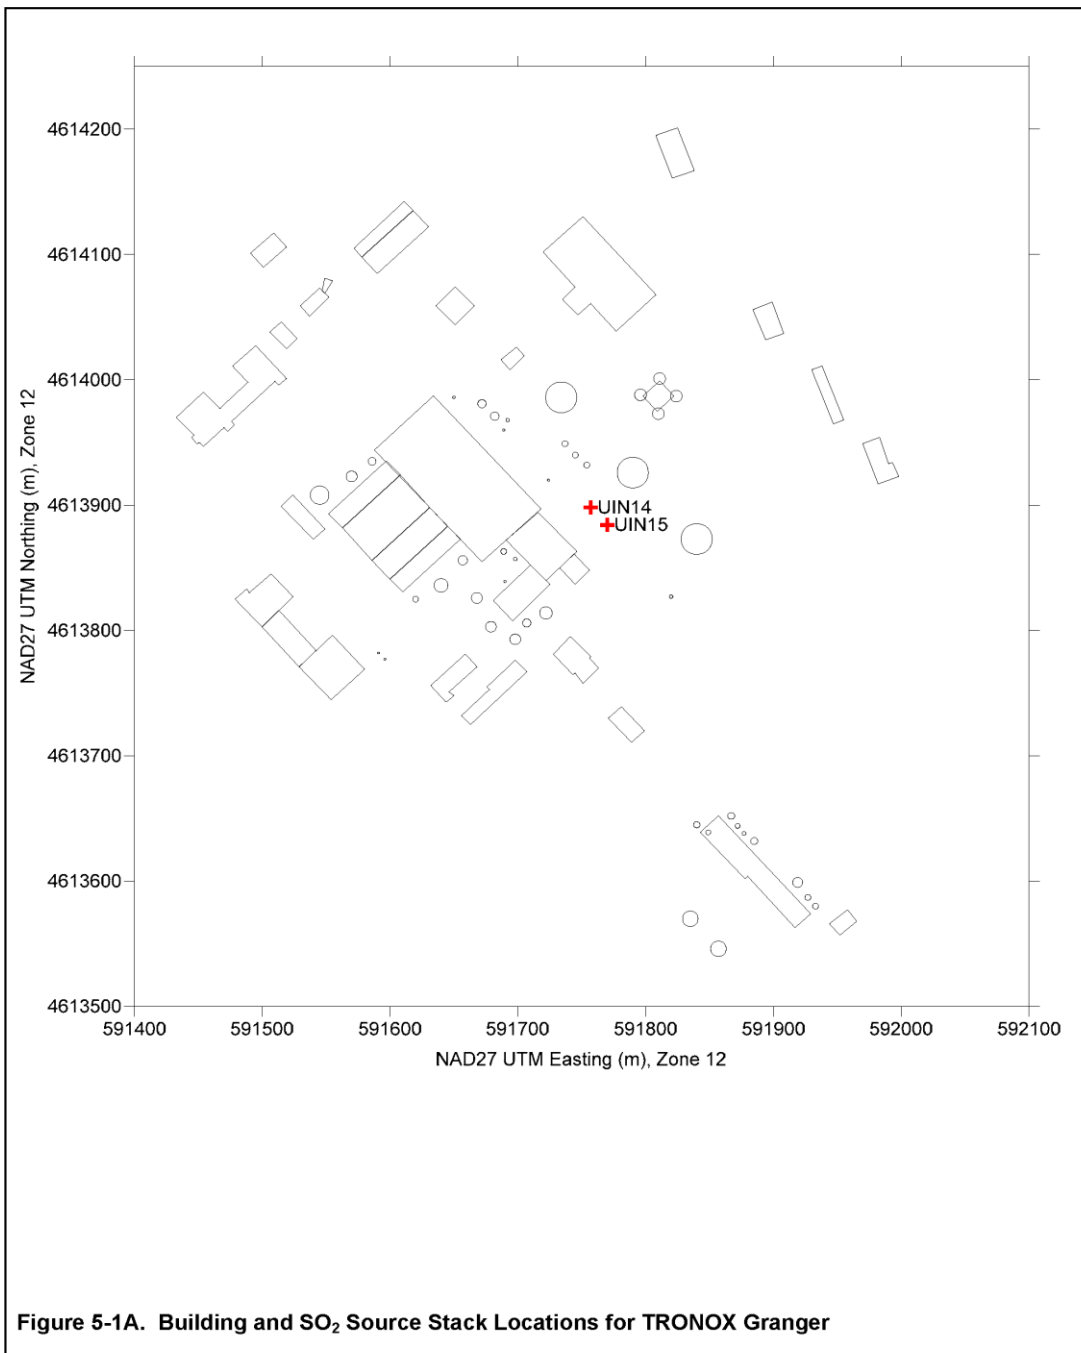 4614200
4614100
4614000
4613900
4613800
4613700
4613600
4613500
NAD27 UTM Northing (m), Zone 12
UIN14
UIN15
591400 591500 591600 591700 591800 591900 592000 592100
NAD27 UTM Easting (m), Zone 12
Figure 5-1A. Building and SO₂ Source Stack Locations for TRONOX Granger